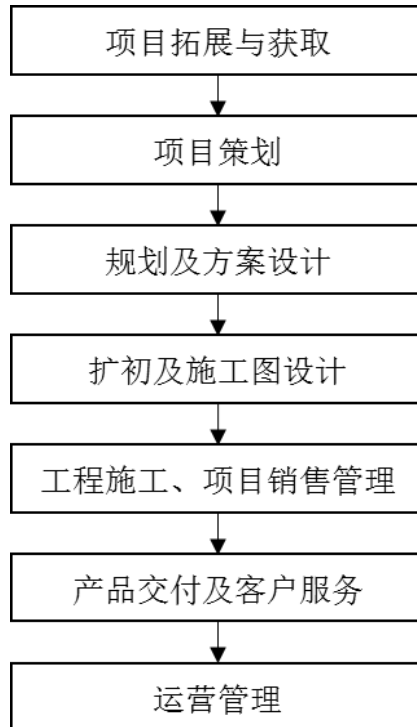 项目拓展与获取
项目策划
规划及方案设计
扩初及施工图设计
工程施工、项目销售管理
产品交付及客户服务
运营管理